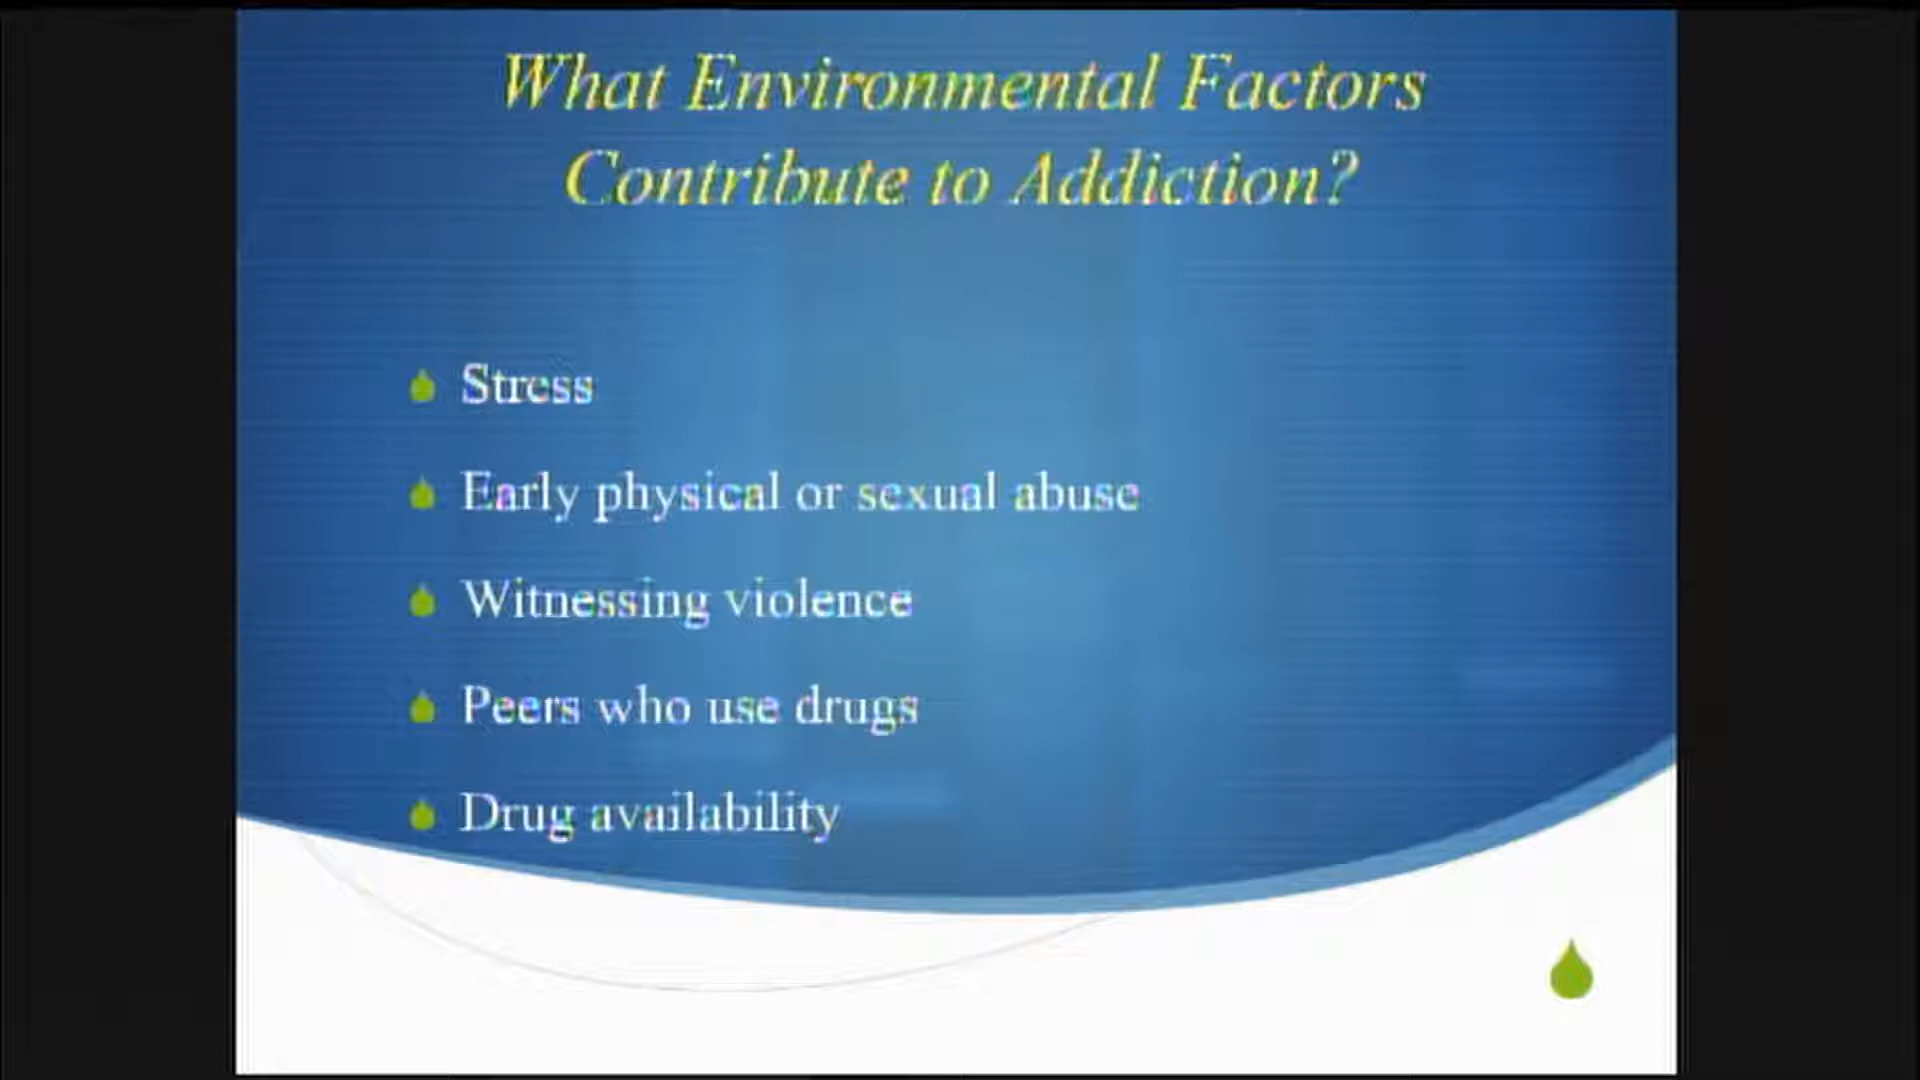 What Environmental Factors
Contribute to Addiction?
Stress
Early physical or sexual abuse
Witnessing violence
Peers who use drugs
Drug availability